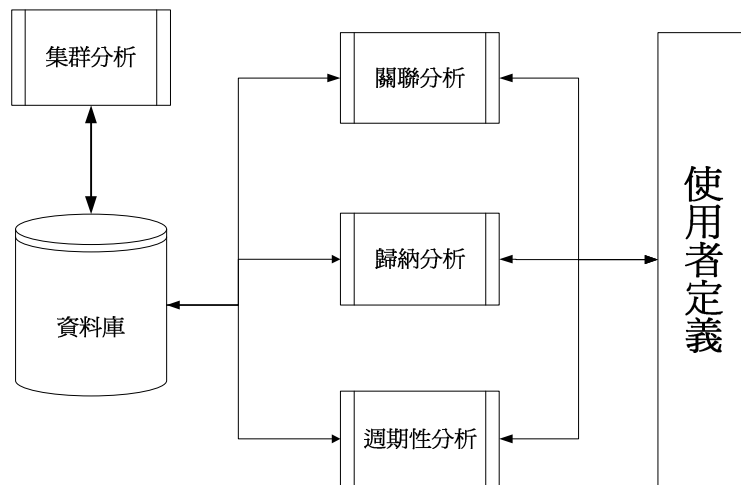 集群分析
關聯分析
資料庫
歸納分析
週期性分析
使用者定義